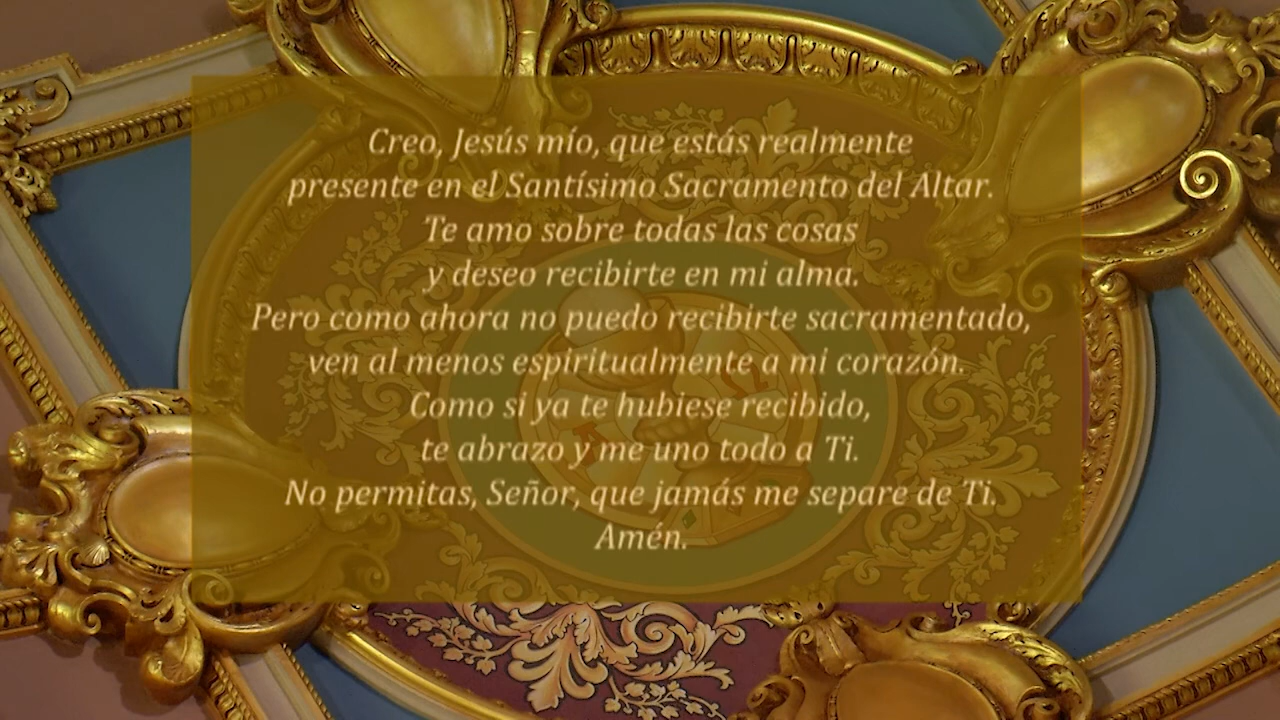 Creo, Jesús mío, que estás realmente
presente en el Santísimo Sacramento del Altar.
Te amo sobre todas las cosas
y deseo recibirte en mi alma.
Pero como ahora no puedo recibirte sacramentado,
ven al menos espiritualmente a mi corazón.
Como si ya te hubiese recibido,
te abrazo y me uno todo a Ti.
No permitas, Señor, que jamás me separe de Ti.
Amén.